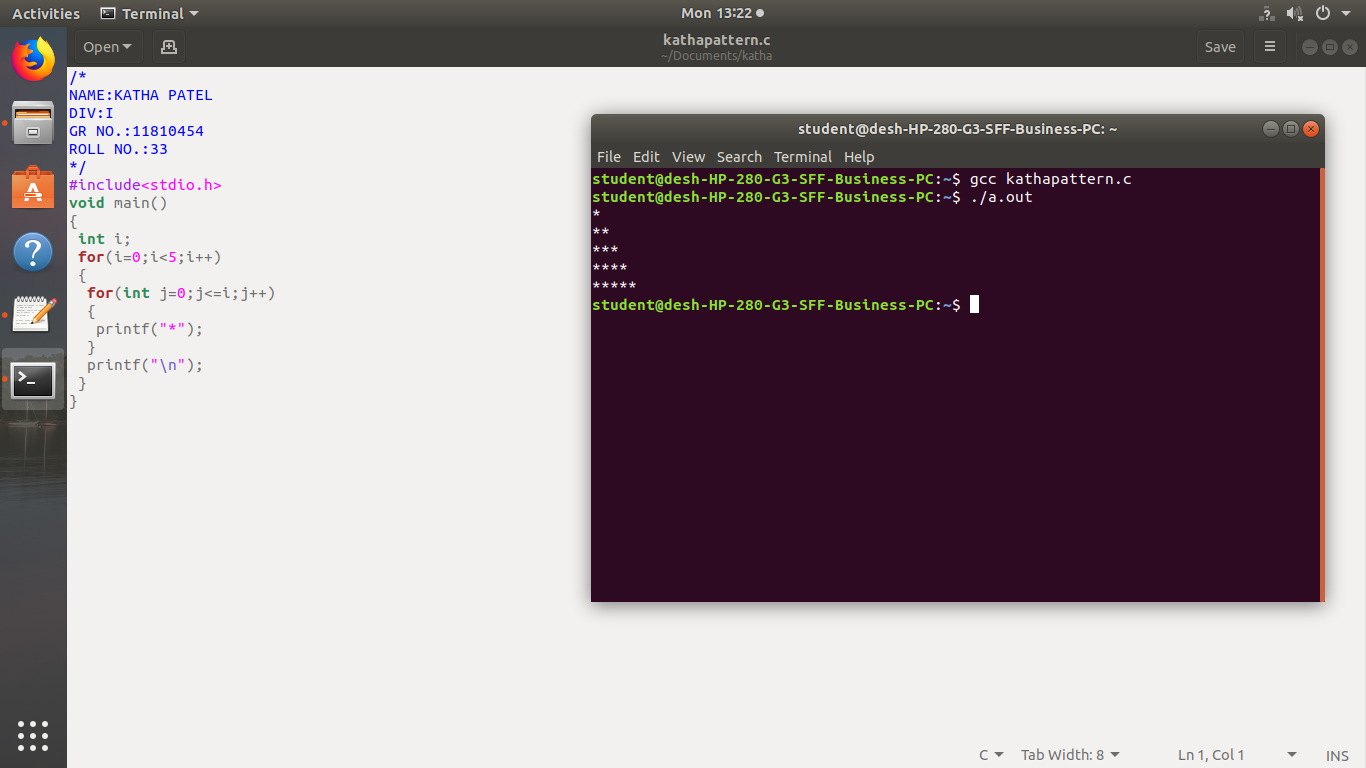 Activities
Terminal
Mon 13:22
Open
kathapattern.c
~/Documents/katha
Save
/*
NAME:KATHA PATEL
DIV:I
GR NO.:11810454
ROLL NO.:33
*/
#include<stdio.h>
void main()
{
 int i;
 for(i=0;i<5;i++)
 {
  for(int j=0;j<=i;j++)
  {
   printf("*");
  }
  printf("\n");
 }
}
student@desh-HP-280-G3-SFF-Business-PC: ~
File Edit View Search Terminal Help
student@desh-HP-280-G3-SFF-Business-PC:~$ gcc kathapattern.c
student@desh-HP-280-G3-SFF-Business-PC:~$ ./a.out
*
**
***
****
*****
student@desh-HP-280-G3-SFF-Business-PC:~$
C Tab Width: 8 Ln 1, Col 1 INS